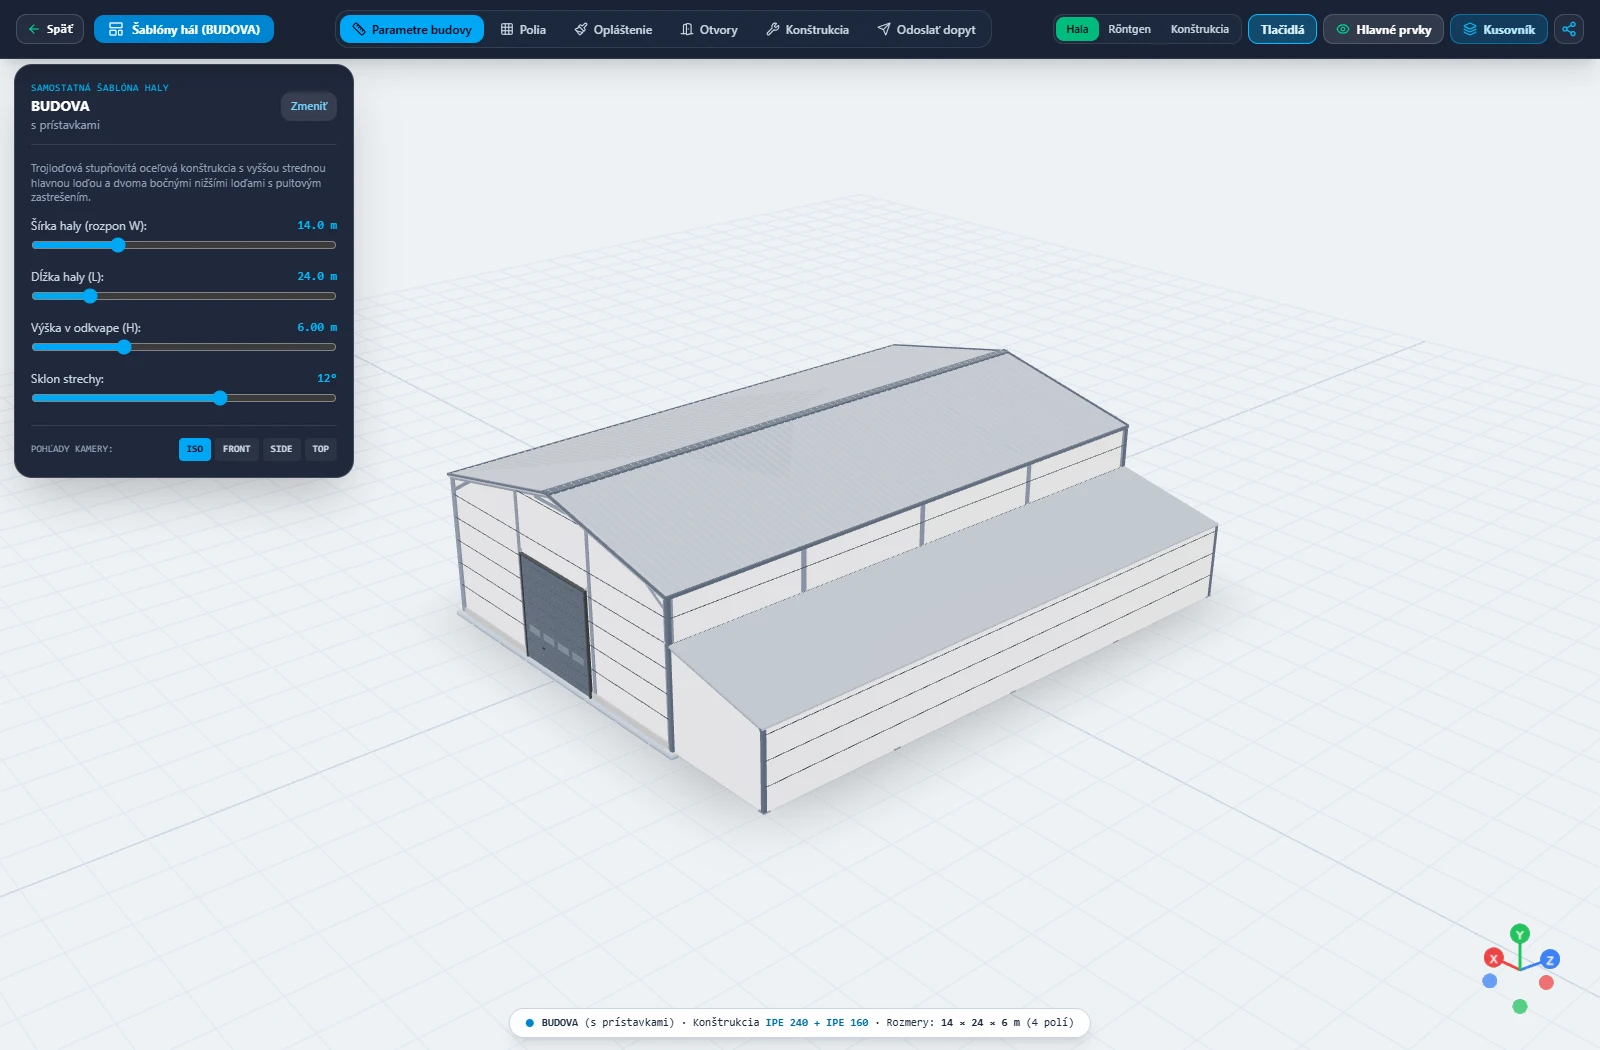 Späť
Šablóny hál (BUDOVA)
Parametre budovy
Polia
Opláštenie
Otvory
Konštrukcia
Odoslať dopyt
Hala
Röntgen
Konštrukcia
Tlačidlá
Hlavné prvky
Kusovník
SAMOSTATNÁ ŠABLÓNA HALY
BUDOVA
Zmeniť
s prístavkami
Trojloďová stupňovitá oceľová konštrukcia s vyššou strednou
hlavnou loďou a dvoma bočnými nižšími loďami s pultovým
zastrešením.
Šírka haly (rozpon W):
14.0 m
Dĺžka haly (L):
24.0 m
Výška v odkvape (H):
6.00 m
Sklon strechy:
12°
POHĽADY KAMERY:
ISO
FRONT
SIDE
TOP
Y
X
Z
BUDOVA (s prístavkami) · Konštrukcia IPE 240 + IPE 160 · Rozmery: 14 × 24 × 6 m (4 polí)